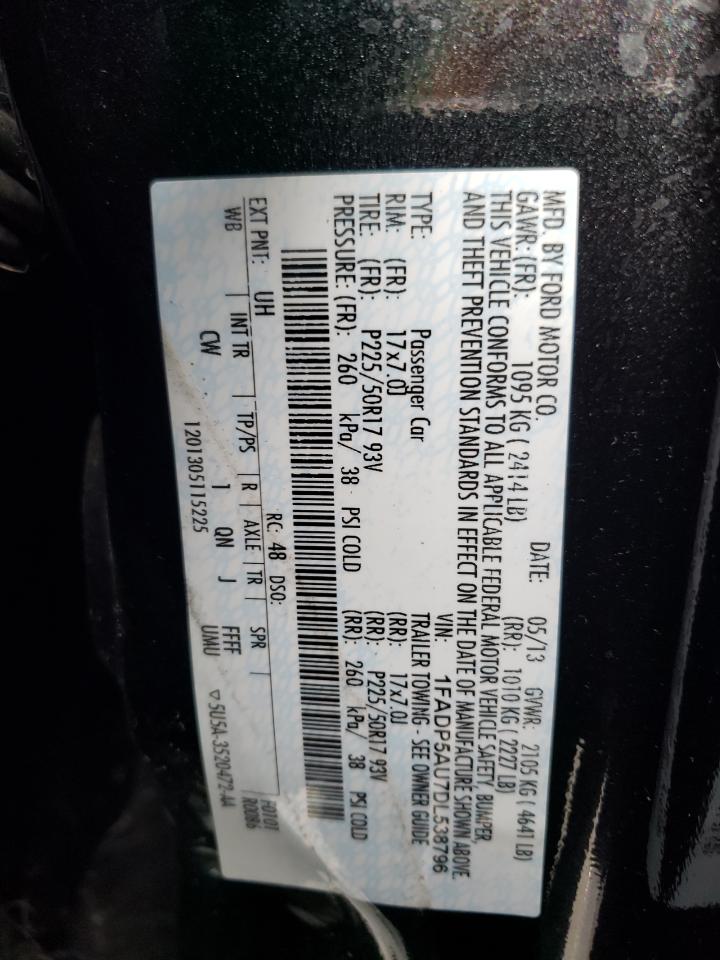 MFD. BY FORD MOTOR CO.
DATE: 05/13 GVWR: 2105 KG ( 4641 LB)
GAWR: (FR): 1095 KG ( 2414 LB) (RR): 1010 KG ( 2227 LB)
THIS VEHICLE CONFORMS TO ALL APPLICABLE FEDERAL MOTOR VEHICLE SAFETY, BUMPER,
AND THEFT PREVENTION STANDARDS IN EFFECT ON THE DATE OF MANUFACTURE SHOWN ABOVE.
VIN: 1FADP5AU7DL538796
TYPE: Passenger Car TRAILER TOWING - SEE OWNER GUIDE
RIM: (FR): 17x7.0J (RR): 17x7.0J
TIRE: (FR): P225/50R17 93V (RR): P225/50R17 93V
PRESSURE: (FR): 260 kPa/ 38 PSI COLD (RR): 260 kPa/ 38 PSI COLD
EXT PNT: UH RC: 48 DSO:
WB | INT TR | TP/PS | R | AXLE | TR | SPR |
CW 1 QN J FFFF
1201305115225 UMU ▽5U5A-3520472-AA